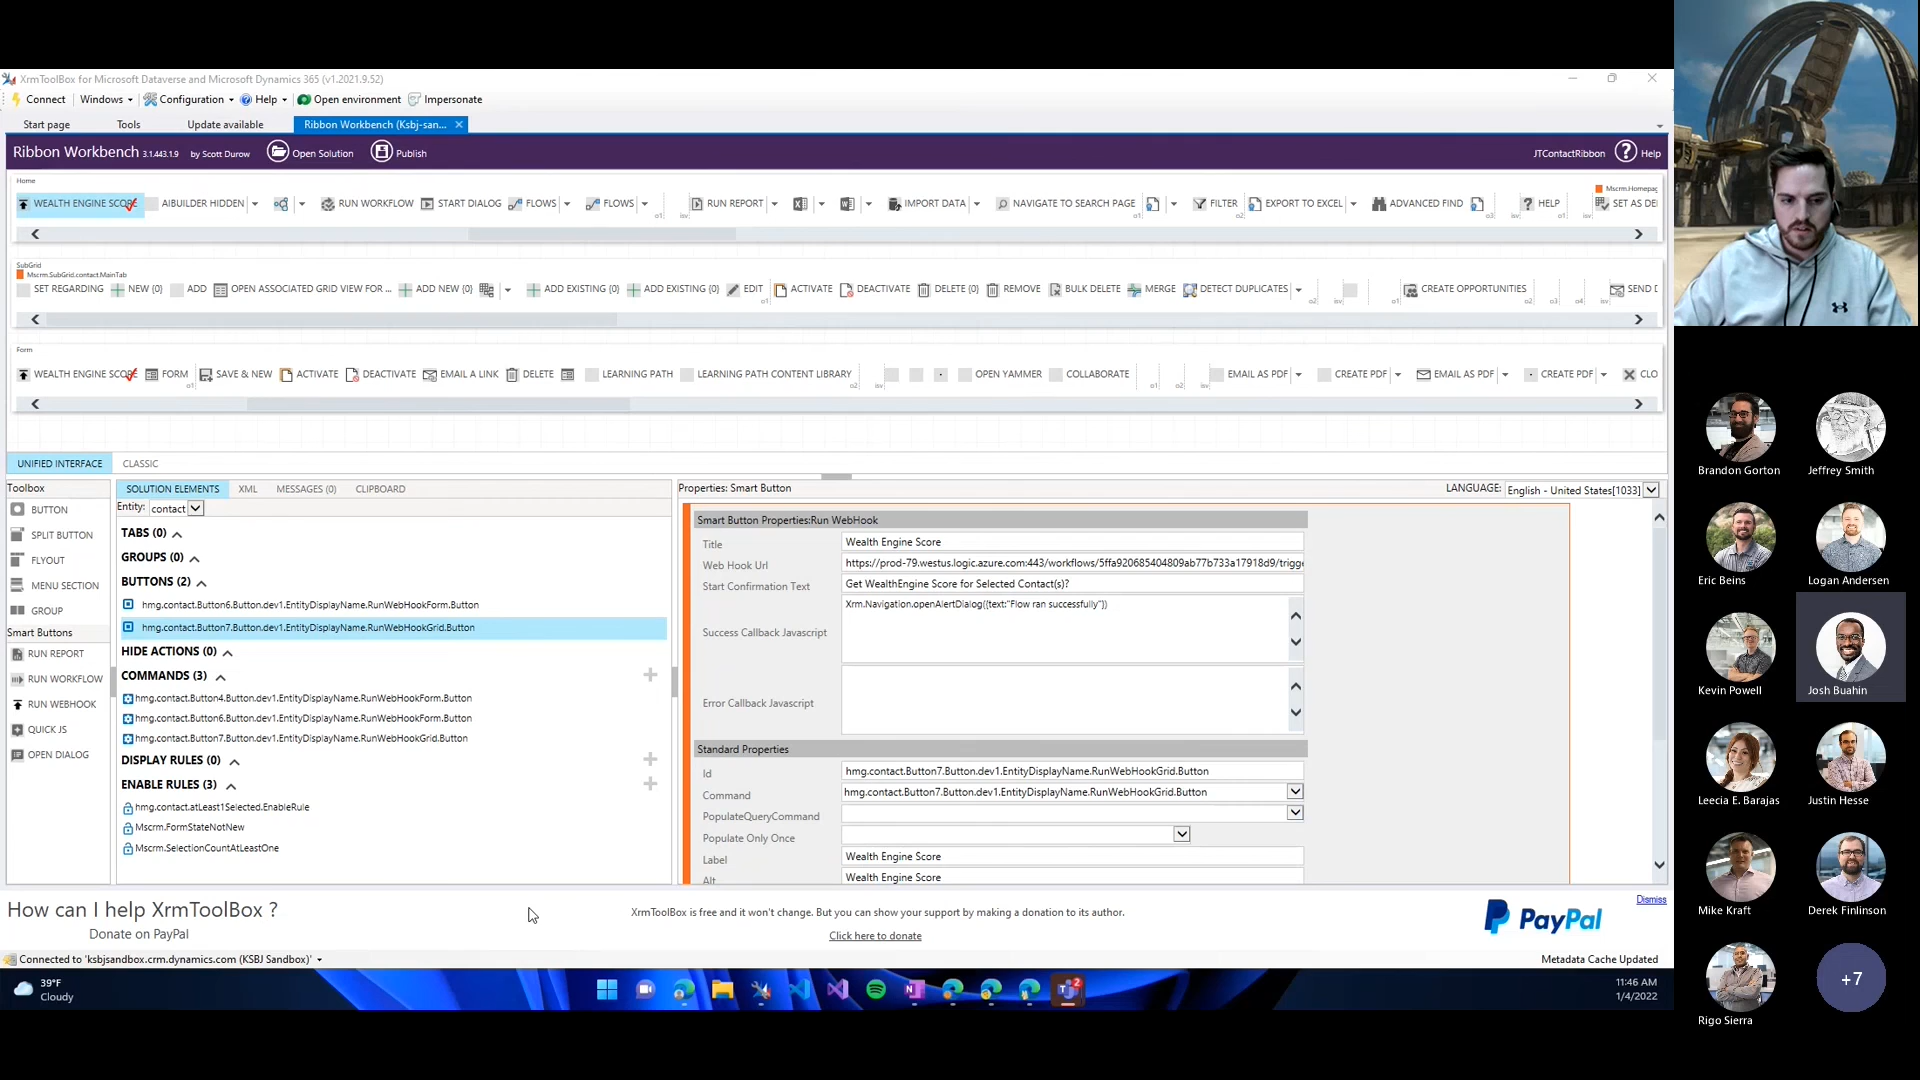 XrmToolBox for Microsoft Dataverse and Microsoft Dynamics 365 (v1.2021.9.52)
Connect Windows Configuration Help Open environment Impersonate
Start page Tools Update available Ribbon Workbench (Ksbj-san...
Ribbon Workbench 3.1.443.1.9 by Scott Durow Open Solution Publish JTContactRibbon Help
Home
Mscrm.Homepag
WEALTH ENGINE SCORE AIBUILDER HIDDEN RUN WORKFLOW START DIALOG FLOWS FLOWS RUN REPORT IMPORT DATA NAVIGATE TO SEARCH PAGE FILTER EXPORT TO EXCEL ADVANCED FIND HELP SET AS DE
SubGrid
Mscrm.SubGrid.contact.MainTab
SET REGARDING NEW {0} ADD OPEN ASSOCIATED GRID VIEW FOR ... ADD NEW {0} ADD EXISTING {0} ADD EXISTING {0} EDIT ACTIVATE DEACTIVATE DELETE {0} REMOVE BULK DELETE MERGE DETECT DUPLICATES CREATE OPPORTUNITIES SEND D
Form
WEALTH ENGINE SCORE FORM SAVE & NEW ACTIVATE DEACTIVATE EMAIL A LINK DELETE LEARNING PATH LEARNING PATH CONTENT LIBRARY OPEN YAMMER COLLABORATE EMAIL AS PDF CREATE PDF EMAIL AS PDF CREATE PDF CLO
UNIFIED INTERFACE CLASSIC
Toolbox
BUTTON
SPLIT BUTTON
FLYOUT
MENU SECTION
GROUP
Smart Buttons
RUN REPORT
RUN WORKFLOW
RUN WEBHOOK
QUICK JS
OPEN DIALOG
SOLUTION ELEMENTS XML MESSAGES (0) CLIPBOARD
Entity: contact
TABS (0)
GROUPS (0)
BUTTONS (2)
hmg.contact.Button6.Button.dev1.EntityDisplayName.RunWebHookForm.Button
hmg.contact.Button7.Button.dev1.EntityDisplayName.RunWebHookGrid.Button
HIDE ACTIONS (0)
COMMANDS (3)
hmg.contact.Button4.Button.dev1.EntityDisplayName.RunWebHookForm.Button
hmg.contact.Button6.Button.dev1.EntityDisplayName.RunWebHookForm.Button
hmg.contact.Button7.Button.dev1.EntityDisplayName.RunWebHookGrid.Button
DISPLAY RULES (0)
ENABLE RULES (3)
hmg.contact.atLeast1Selected.EnableRule
Mscrm.FormStateNotNew
Mscrm.SelectionCountAtLeastOne
Properties: Smart Button LANGUAGE: English - United States[1033]
Smart Button Properties:Run WebHook
Title Wealth Engine Score
Web Hook Url https://prod-79.westus.logic.azure.com:443/workflows/5ffa920685404809ab77b733a17918d9/trigge
Start Confirmation Text Get WealthEngine Score for Selected Contact(s)?
Success Callback Javascript Xrm.Navigation.openAlertDialog({text:"Flow ran successfully"})
Error Callback Javascript
Standard Properties
Id hmg.contact.Button7.Button.dev1.EntityDisplayName.RunWebHookGrid.Button
Command hmg.contact.Button7.Button.dev1.EntityDisplayName.RunWebHookGrid.Button
PopulateQueryCommand
Populate Only Once
Label Wealth Engine Score
Alt Wealth Engine Score
How can I help XrmToolBox ?
Donate on PayPal
XrmToolBox is free and it won't change. But you can show your support by making a donation to its author.
Click here to donate
PayPal
Dismiss
Connected to 'ksbjsandbox.crm.dynamics.com (KSBJ Sandbox)' Metadata Cache Updated
39°F
Cloudy
2
11:46 AM
1/4/2022
Brandon Gorton
Jeffrey Smith
Eric Beins
Logan Andersen
Kevin Powell
Josh Buahin
Leecia E. Barajas
Justin Hesse
Mike Kraft
Derek Finlinson
Rigo Sierra
+7